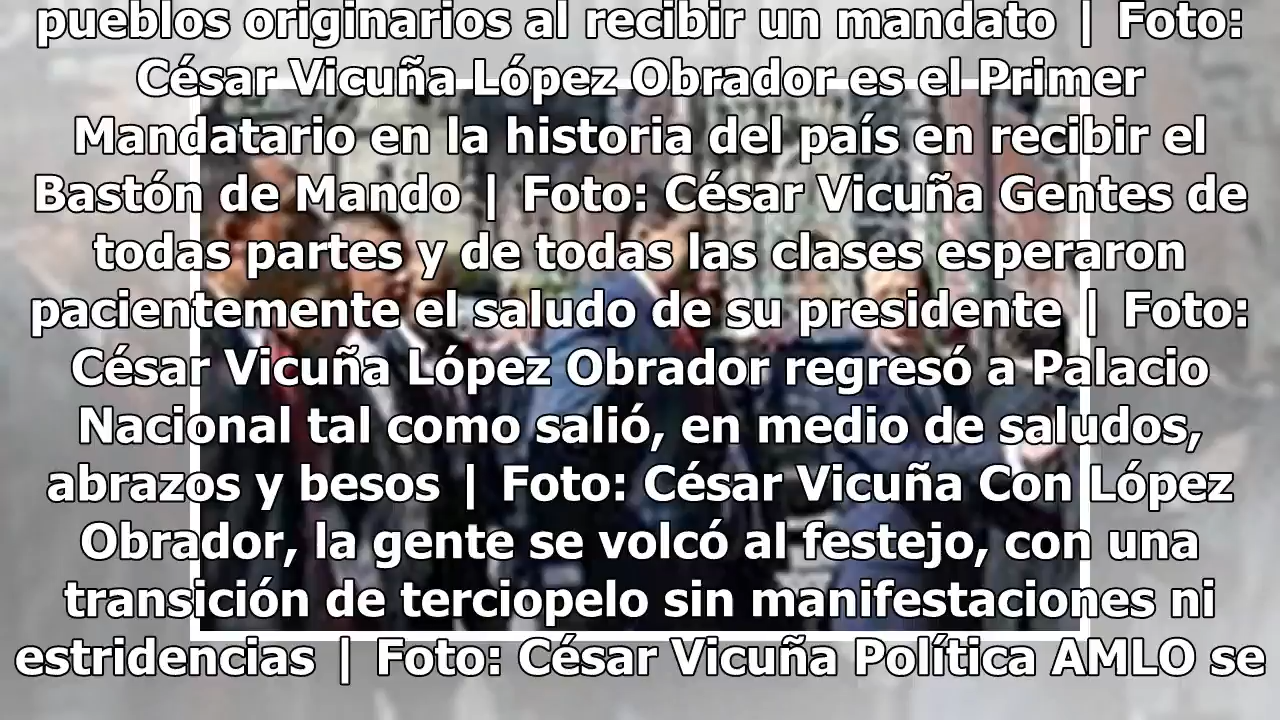 pueblos originarios al recibir un mandato | Foto:
César Vicuña López Obrador es el Primer
Mandatario en la historia del país en recibir el
Bastón de Mando | Foto: César Vicuña Gentes de
todas partes y de todas las clases esperaron
pacientemente el saludo de su presidente | Foto:
César Vicuña López Obrador regresó a Palacio
Nacional tal como salió, en medio de saludos,
abrazos y besos | Foto: César Vicuña Con López
Obrador, la gente se volcó al festejo, con una
transición de terciopelo sin manifestaciones ni
estridencias | Foto: César Vicuña Política AMLO se